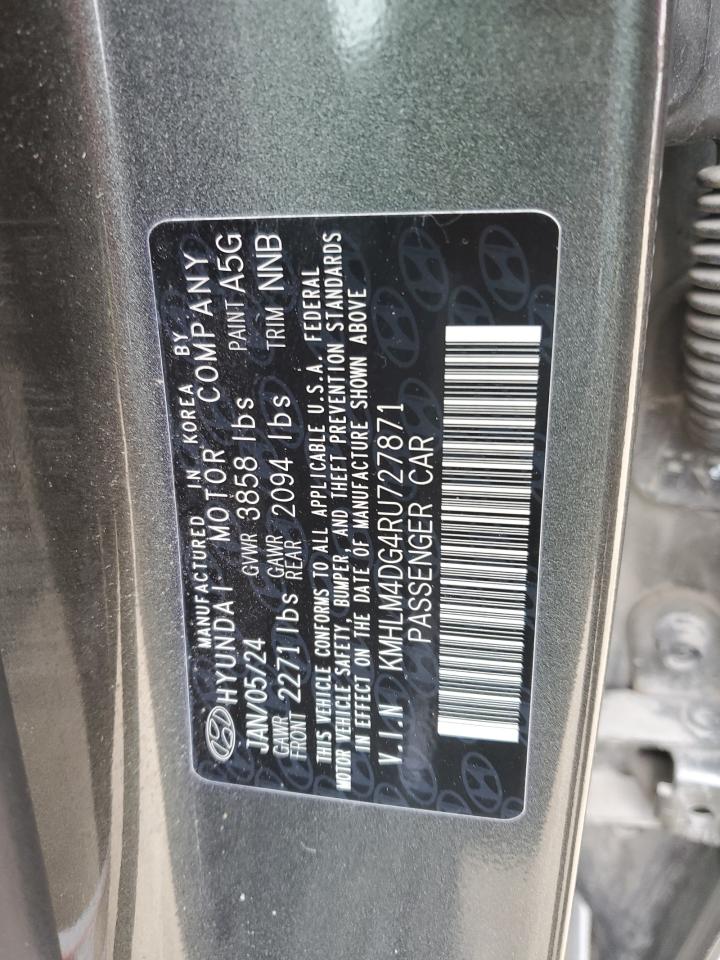 MANUFACTURED IN KOREA BY
HYUNDAI MOTOR COMPANY
JAN/05/24 GVWR 3858 lbs PAINT A5G
GAWR FRONT 2271 lbs GAWR REAR 2094 lbs TRIM NNB
THIS VEHICLE CONFORMS TO ALL APPLICABLE U.S.A. FEDERAL
MOTOR VEHICLE SAFETY, BUMPER, AND THEFT PREVENTION STANDARDS
IN EFFECT ON THE DATE OF MANUFACTURE SHOWN ABOVE
V.I.N KMHLM4DG4RU727871
PASSENGER CAR